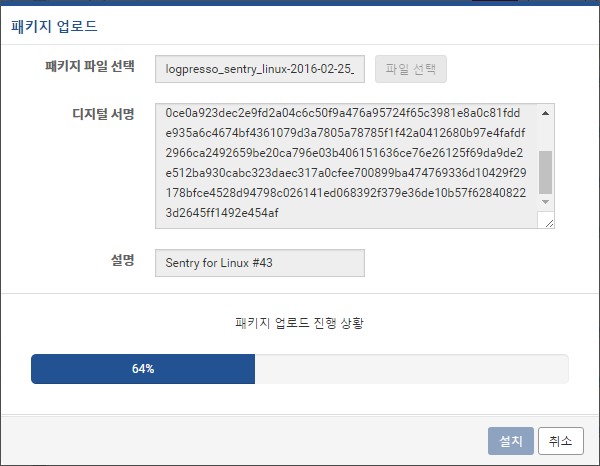 패키지 업로드
패키지 파일 선택
logpresso_sentry_linux-2016-02-25_
파일 선택
디지털 서명
0ce0a923dec2e9fd2a04c6c50f9a476a95724f65c3981e8a0c81fdd
e935a6c4674bf4361079d3a7805a78785f1f42a0412680b97e4fafdf
2966ca2492659be20ca796e03b406151636ce76e26125f69da9de2
e512ba930cabc323daec317a0cfee700899ba474769336d10429f29
178bfce4528d94798c026141ed068392f379e36de10b57f62840822
3d2645ff1492e454af
설명
Sentry for Linux #43
패키지 업로드 진행 상황
64%
설치
취소